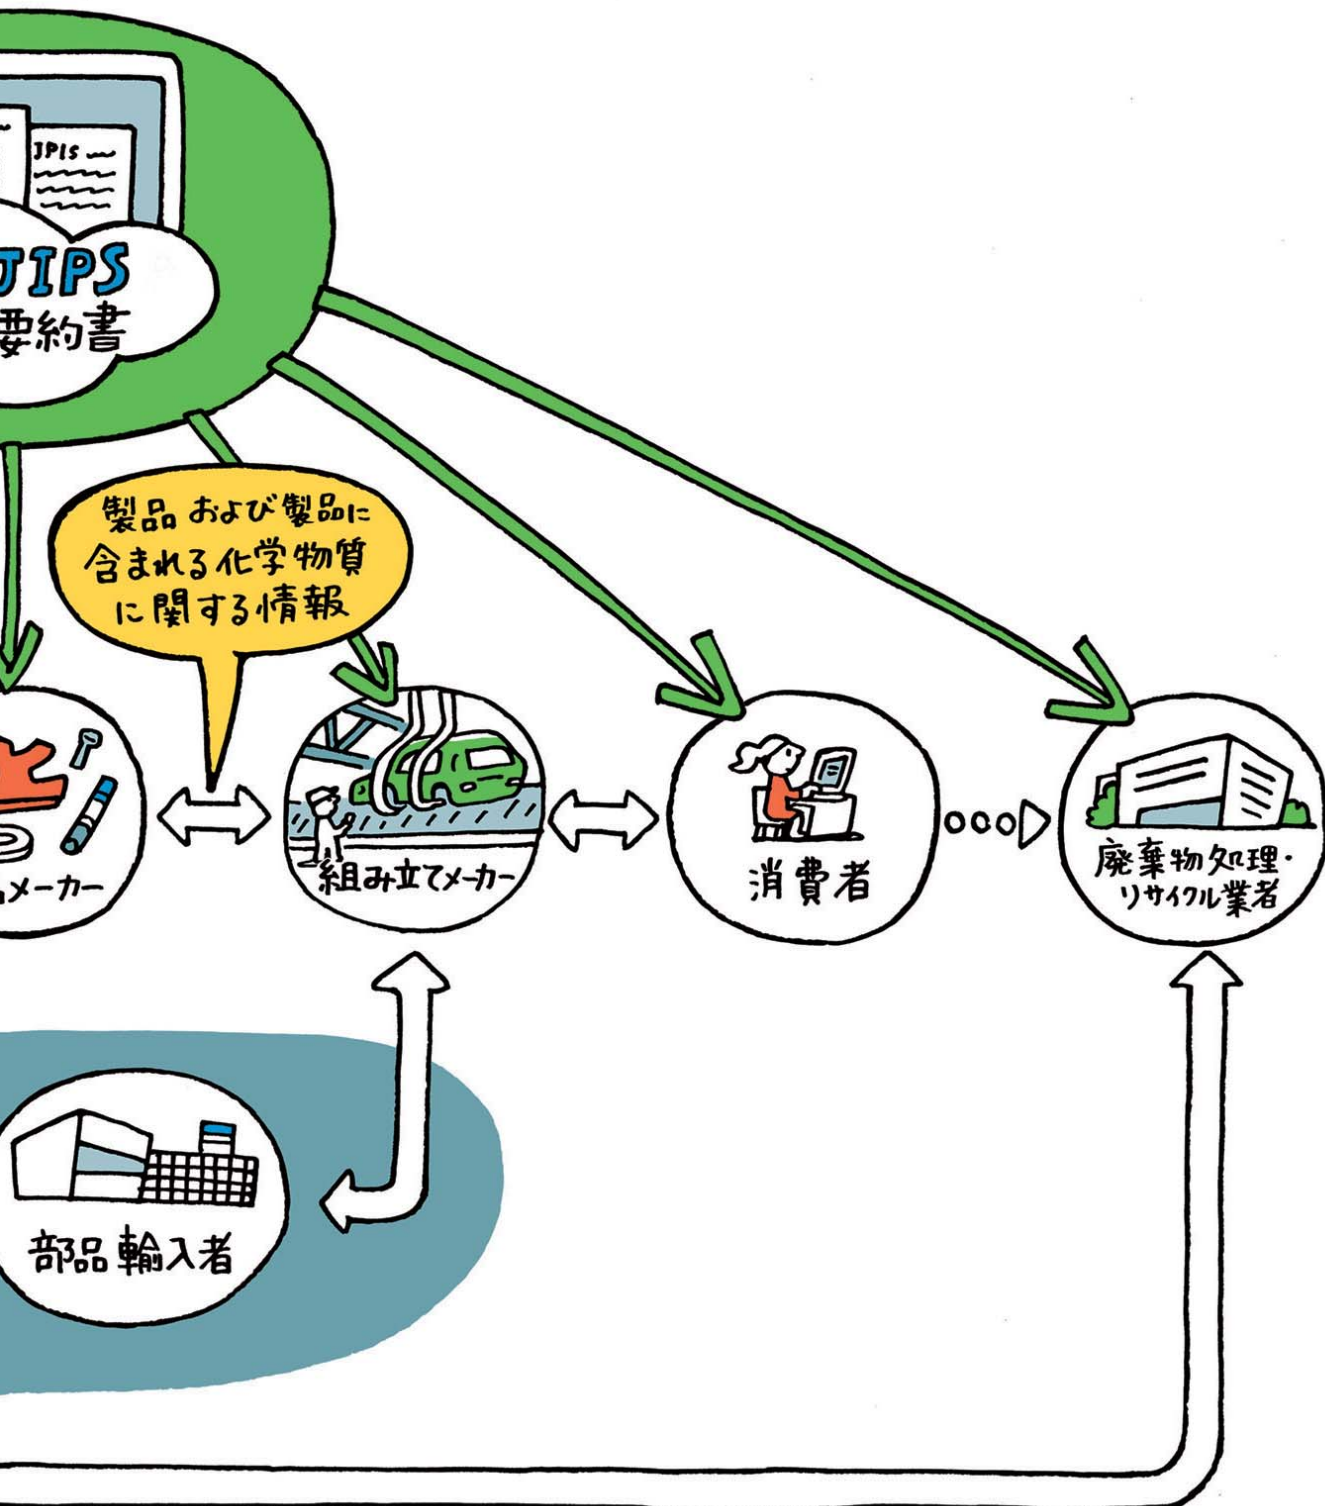 JPIS
JIPS
要約書
製品および製品に
含まれる化学物質
に関する情報
メーカー
組み立てメーカー
消費者
廃棄物処理・
リサイクル業者
部品輸入者